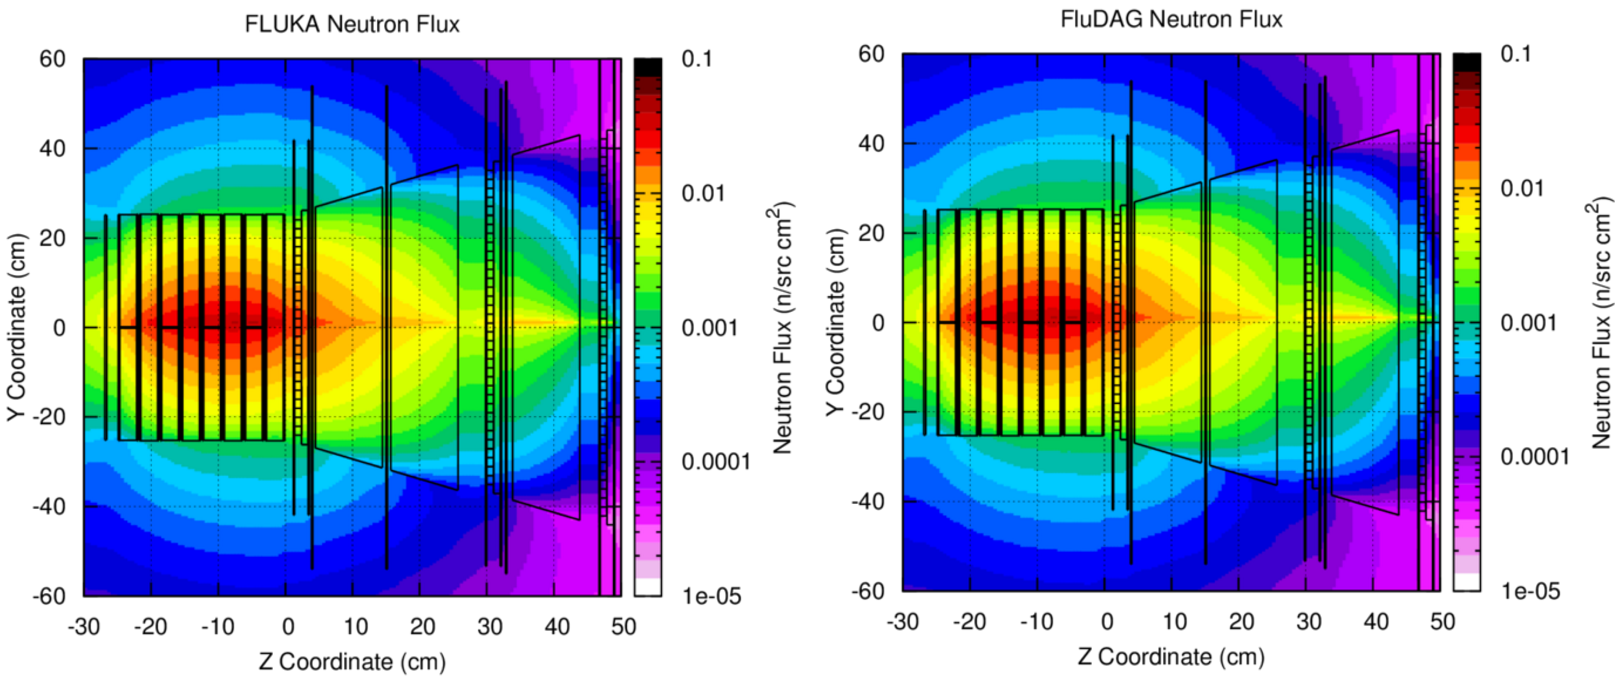 FLUKA Neutron Flux
60
40
20
0
-20
-40
-60
Y Coordinate (cm)
-30 -20 -10 0 10 20 30 40 50
Z Coordinate (cm)
0.1
0.01
0.001
0.0001
1e-05
Neutron Flux (n/src cm²)
FluDAG Neutron Flux
60
40
20
0
-20
-40
-60
Y Coordinate (cm)
-30 -20 -10 0 10 20 30 40 50
Z Coordinate (cm)
0.1
0.01
0.001
0.0001
1e-05
Neutron Flux (n/src cm²)